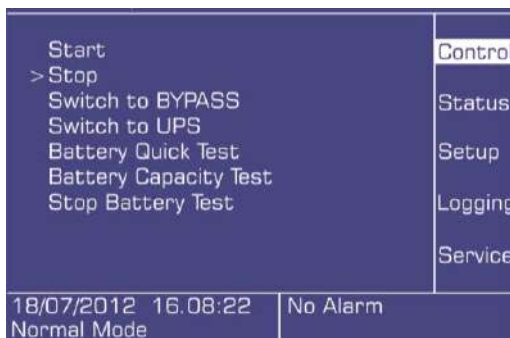 Start
> Stop
Switch to BYPASS
Switch to UPS
Battery Quick Test
Battery Capacity Test
Stop Battery Test
Control
Status
Setup
Logging
Service
18/07/2012 16.08:22
Normal Mode
No Alarm